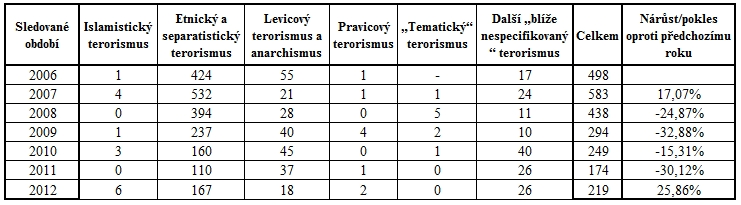 Sledované období | Islamistický terorismus | Etnický a separatistický terorismus | Levicový terorismus a anarchismus | Pravicový terorismus | „Tematický“ terorismus | Další „blíže nespecifikovaný“ terorismus | Celkem | Nárůst/pokles oproti předchozímu roku
2006 | 1 | 424 | 55 | 1 | - | 17 | 498 |
2007 | 4 | 532 | 21 | 1 | 1 | 24 | 583 | 17,07%
2008 | 0 | 394 | 28 | 0 | 5 | 11 | 438 | -24,87%
2009 | 1 | 237 | 40 | 4 | 2 | 10 | 294 | -32,88%
2010 | 3 | 160 | 45 | 0 | 1 | 40 | 249 | -15,31%
2011 | 0 | 110 | 37 | 1 | 0 | 26 | 174 | -30,12%
2012 | 6 | 167 | 18 | 2 | 0 | 26 | 219 | 25,86%